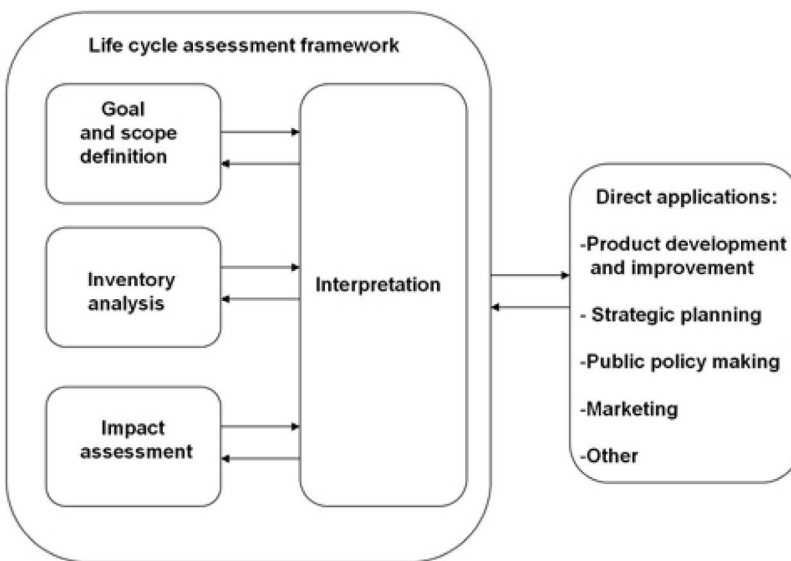 Life cycle assessment framework
Goal
and scope
definition
Inventory
analysis
Impact
assessment
Interpretation
Direct applications:
-Product development
and improvement
- Strategic planning
-Public policy making
-Marketing
-Other